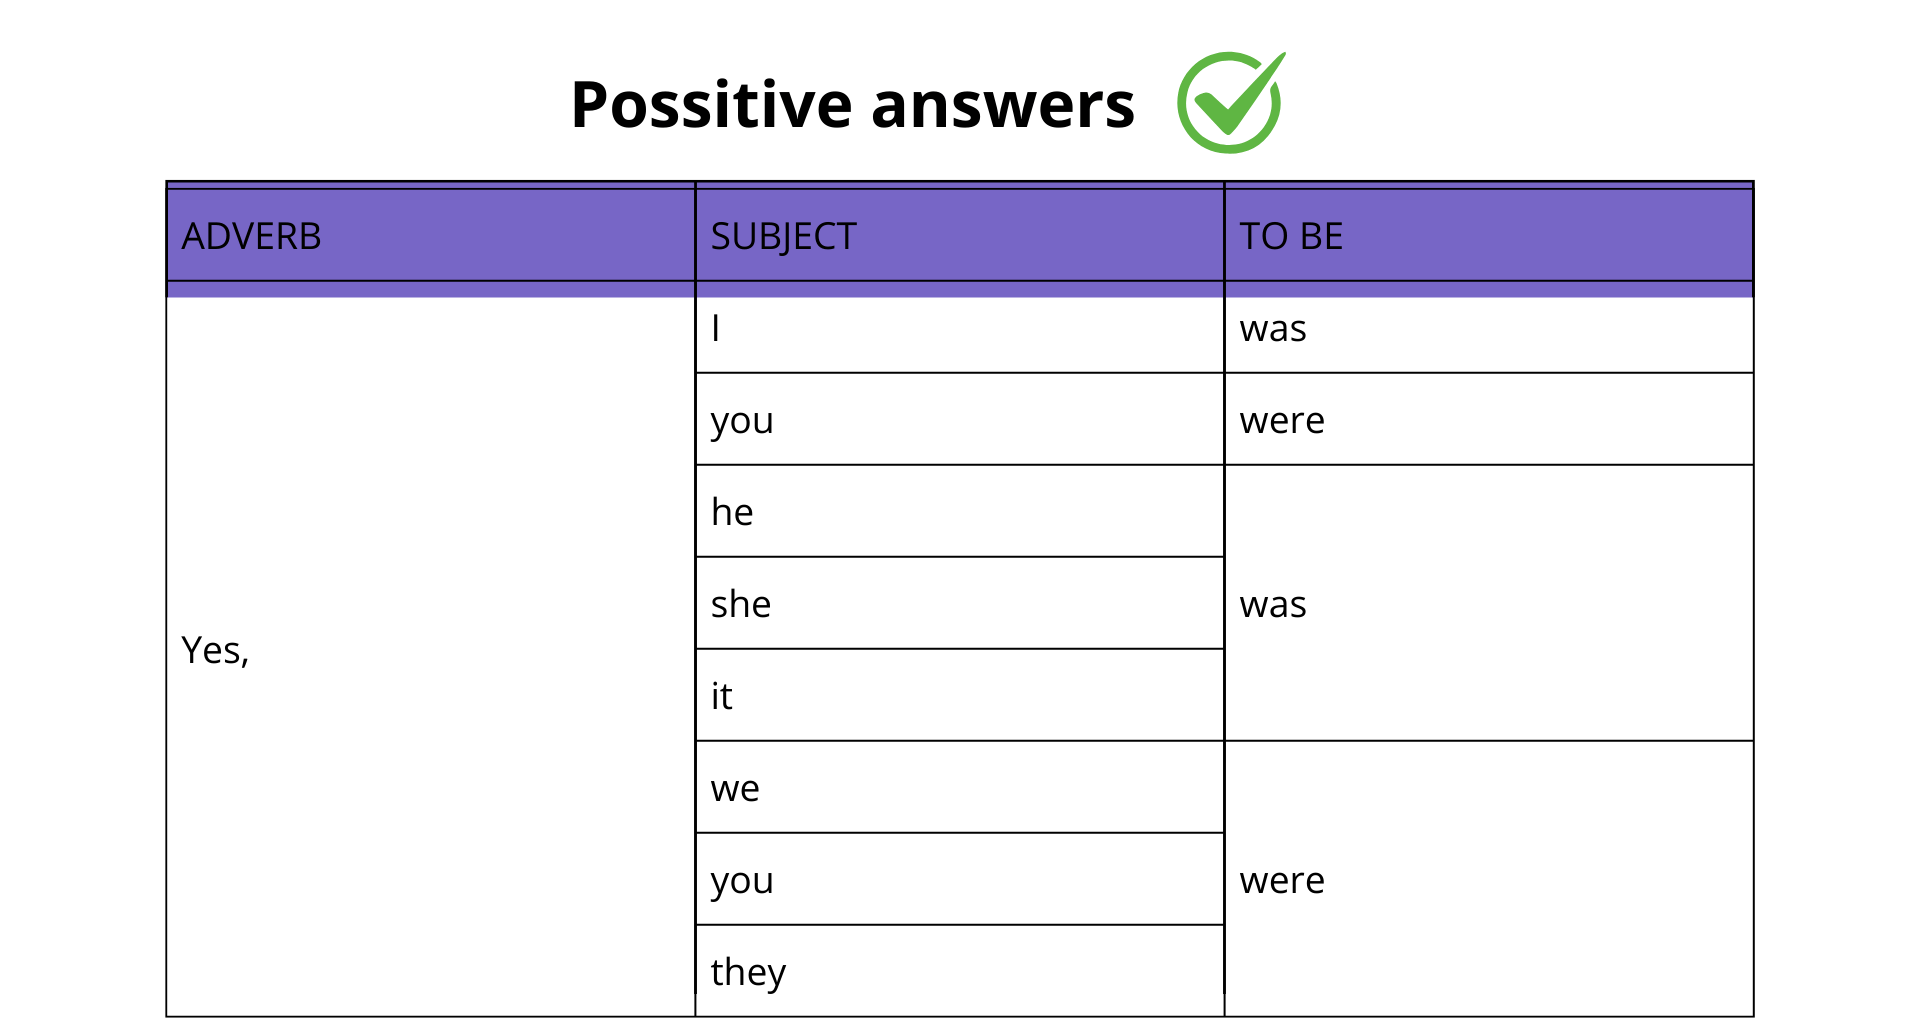 Possitive answers
ADVERB SUBJECT TO BE
I was
you were
he
she was
Yes,
it
we
you were
they